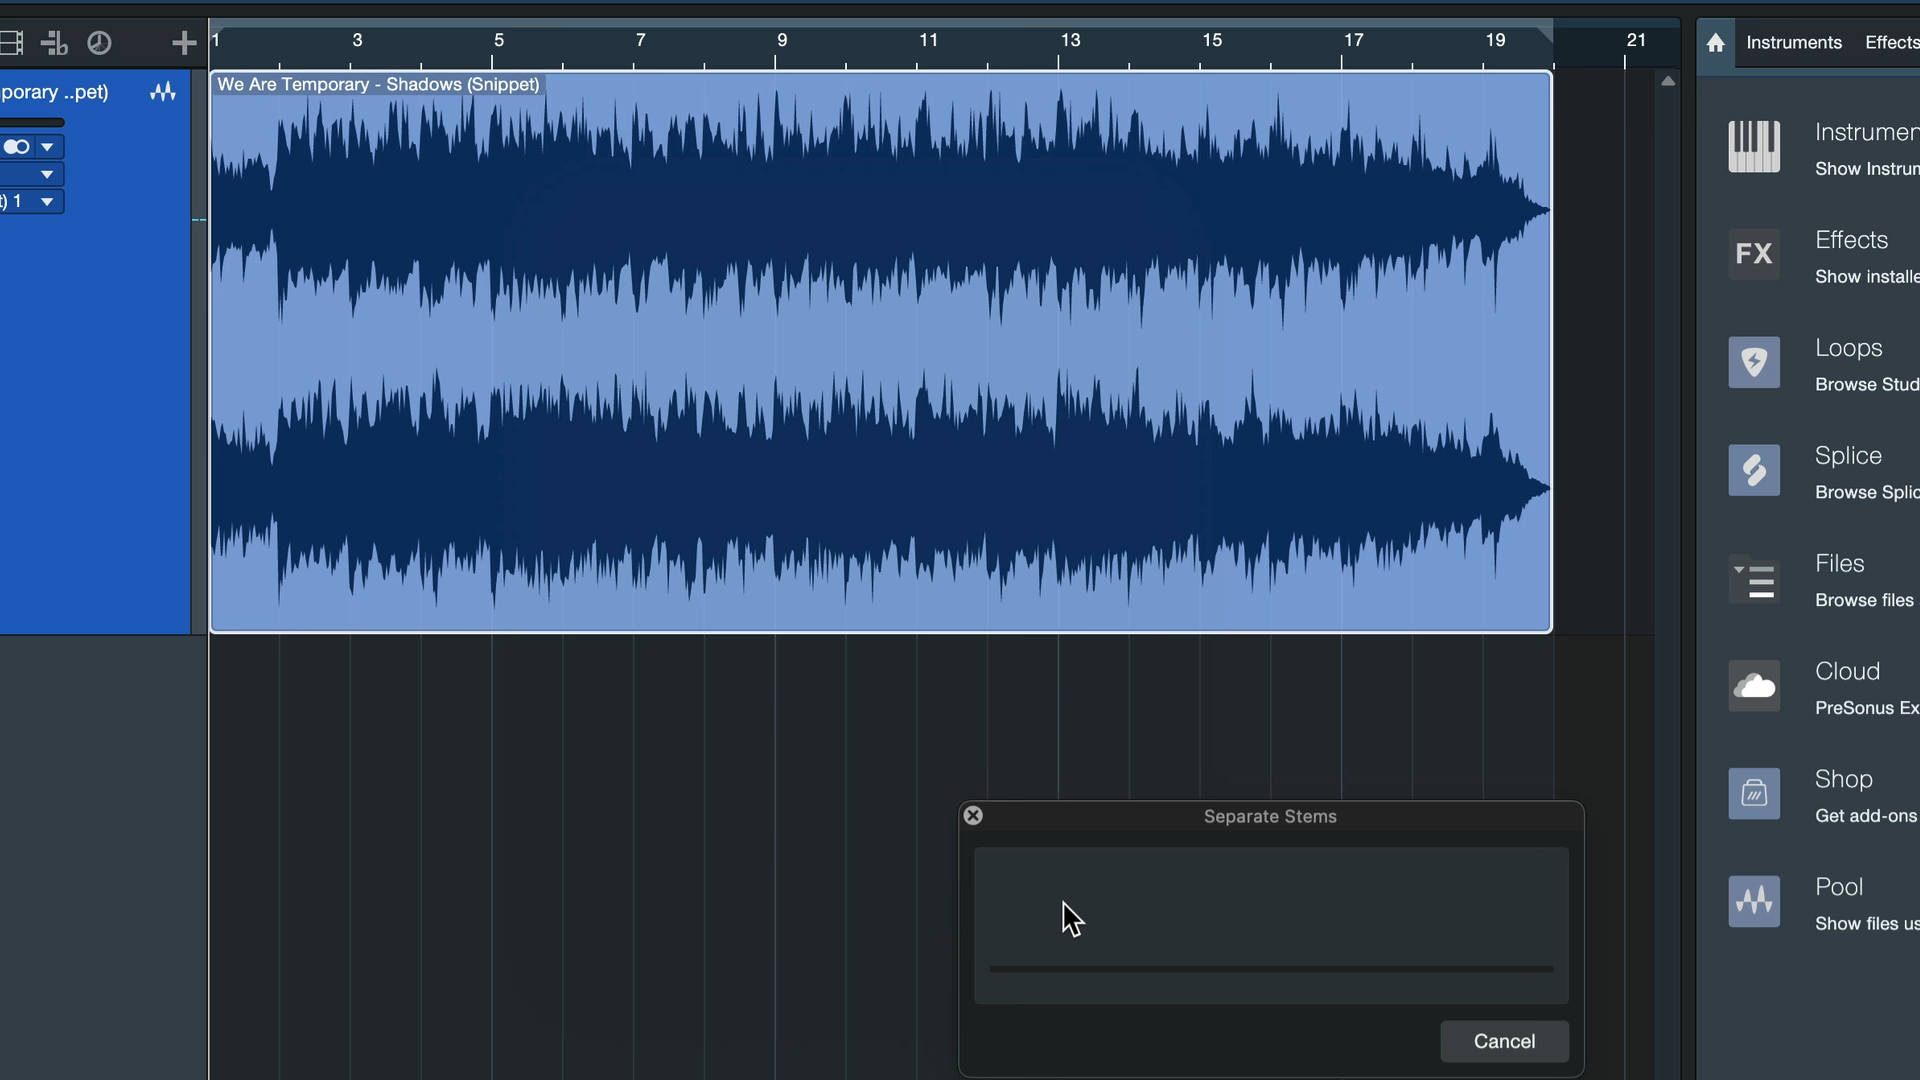 1 3 5 7 9 11 13 15 17 19 21
Instruments Effects
porary ..pet)
We Are Temporary - Shadows (Snippet)
t) 1
Instrumen
Show Instrun
FX
Effects
Show installe
Loops
Browse Stud
Splice
Browse Splic
Files
Browse files
Cloud
PreSonus Ex
Shop
Get add-ons
Pool
Show files us
Separate Stems
Cancel